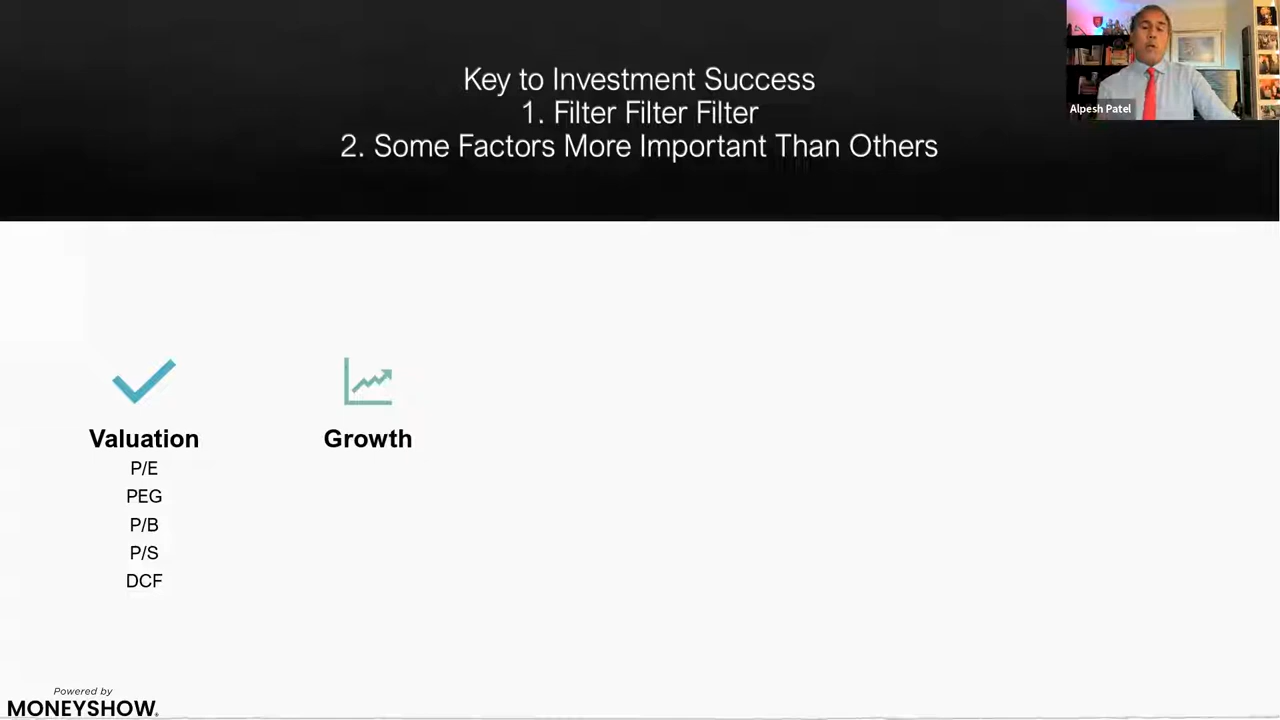 Key to Investment Success
1. Filter Filter Filter
2. Some Factors More Important Than Others
Alpesh Patel
Valuation
P/E
PEG
P/B
P/S
DCF
Growth
Powered by
MONEYSHOW.